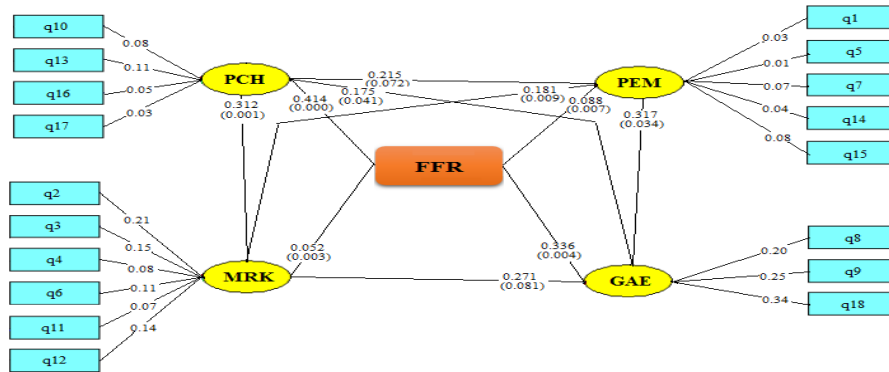 q10
q13
q16
q17
0.08
0.11
0.05
0.03
PCH
0.312
(0.001)
0.414
(0.000)
0.175
(0.041)
0.215
(0.072)
0.181
(0.009)
0.088
(0.007)
PEM
0.317
(0.034)
0.03
0.01
0.07
0.04
0.08
q1
q5
q7
q14
q15
FFR
q2
q3
q4
q6
q11
q12
0.21
0.15
0.08
0.11
0.07
0.14
MRK
0.052
(0.003)
0.271
(0.081)
0.336
(0.004)
GAE
0.20
0.25
0.34
q8
q9
q18